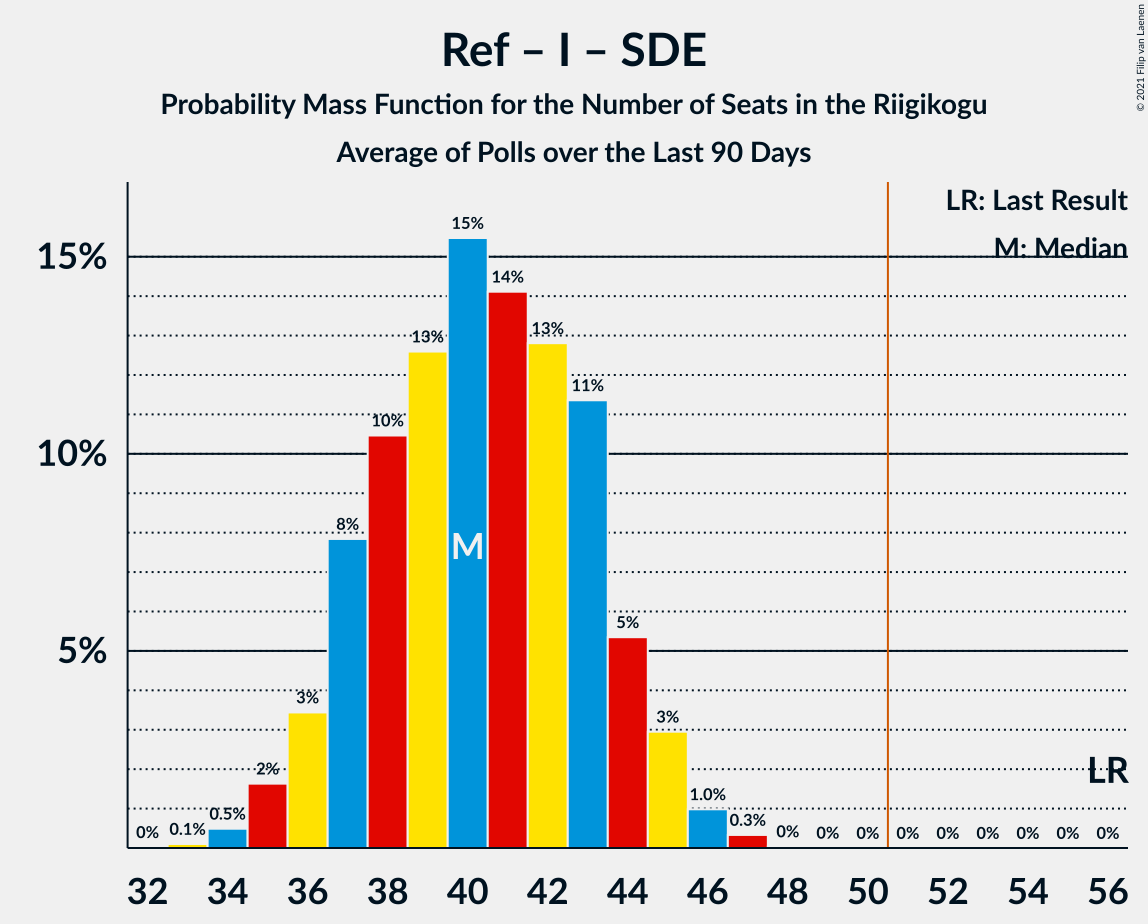 Ref – I – SDE
Probability Mass Function for the Number of Seats in the Riigikogu
Average of Polls over the Last 90 Days
© 2021 Filip van Laenen
LR: Last Result
M: Median
15%
10%
5%
0% 0.1% 0.5% 2% 3% 8% 10% 13% 15% 14% 13% 11% 5% 3% 1.0% 0.3% 0% 0% 0% 0% 0% 0% 0% 0% 0%
M
LR
32 34 36 38 40 42 44 46 48 50 52 54 56